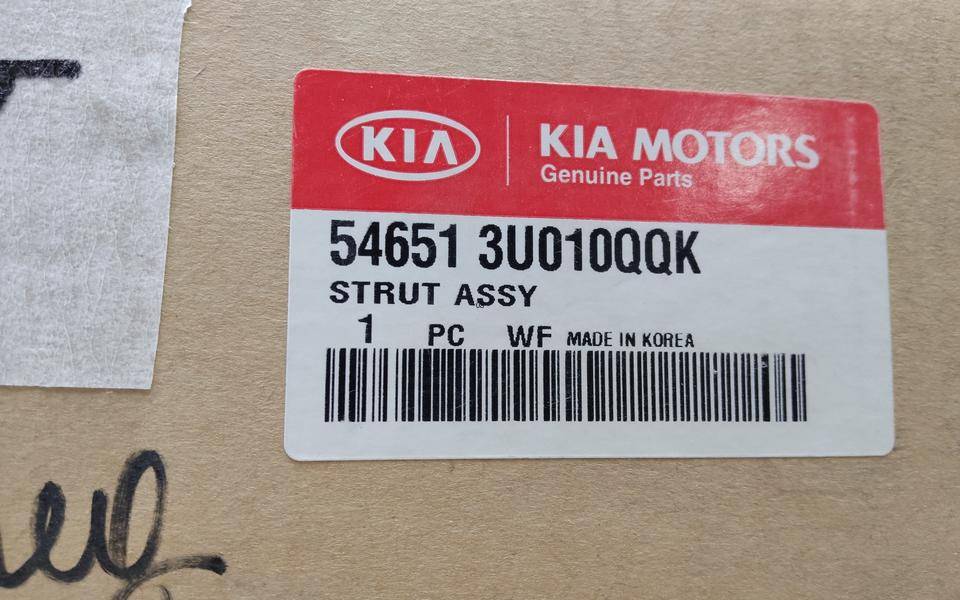 KIA
KIA MOTORS
Genuine Parts
54651 3U010QQK
STRUT ASSY
1 PC WF MADE IN KOREA